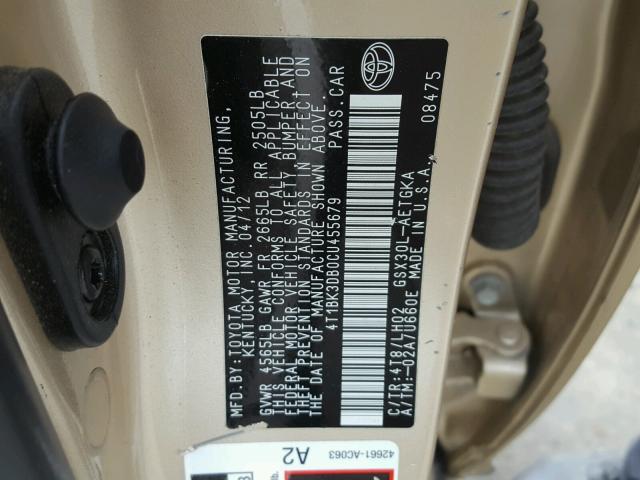 MFD.BY:TOYOTA MOTOR MANUFACTURING,
KENTUCKY, INC. 04/12
GVWR 4565LB GAWR FR 2665LB RR 2505LB
THIS VEHICLE CONFORMS TO ALL APPLICABLE
FEDERAL MOTOR VEHICLE SAFETY BUMPER, AND
THEFT PREVENTION STANDARDS IN EFFECT ON
THE DATE OF MANUFACTURE SHOWN ABOVE.
4T1BK3DB0CU455679 PASS.CAR
C/TR:4T8/LH02 GSX30L-AETGKA
A/TM:-02A/U660E MADE IN U.S.A. 08475
42661-AC063
A2